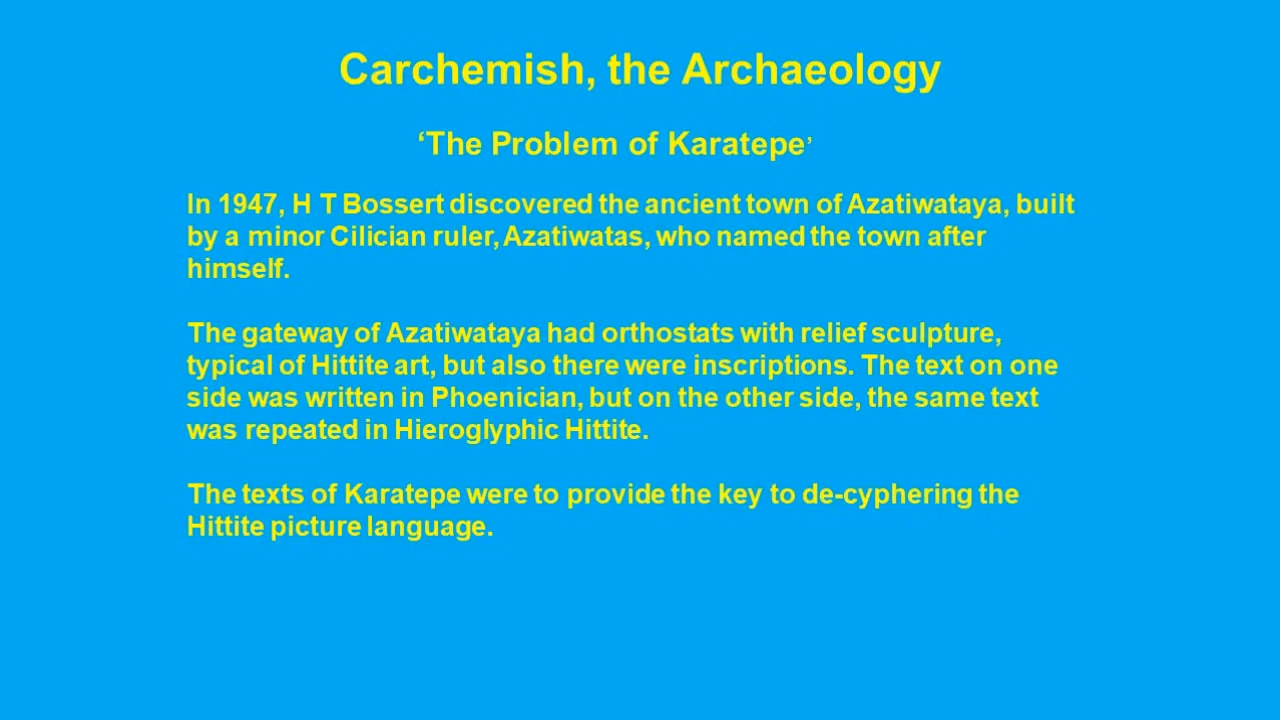 Carchemish, the Archaeology
‘The Problem of Karatepe’
In 1947, H T Bossert discovered the ancient town of Azatiwataya, built
by a minor Cilician ruler, Azatiwatas, who named the town after
himself.
The gateway of Azatiwataya had orthostats with relief sculpture,
typical of Hittite art, but also there were inscriptions. The text on one
side was written in Phoenician, but on the other side, the same text
was repeated in Hieroglyphic Hittite.
The texts of Karatepe were to provide the key to de-cyphering the
Hittite picture language.